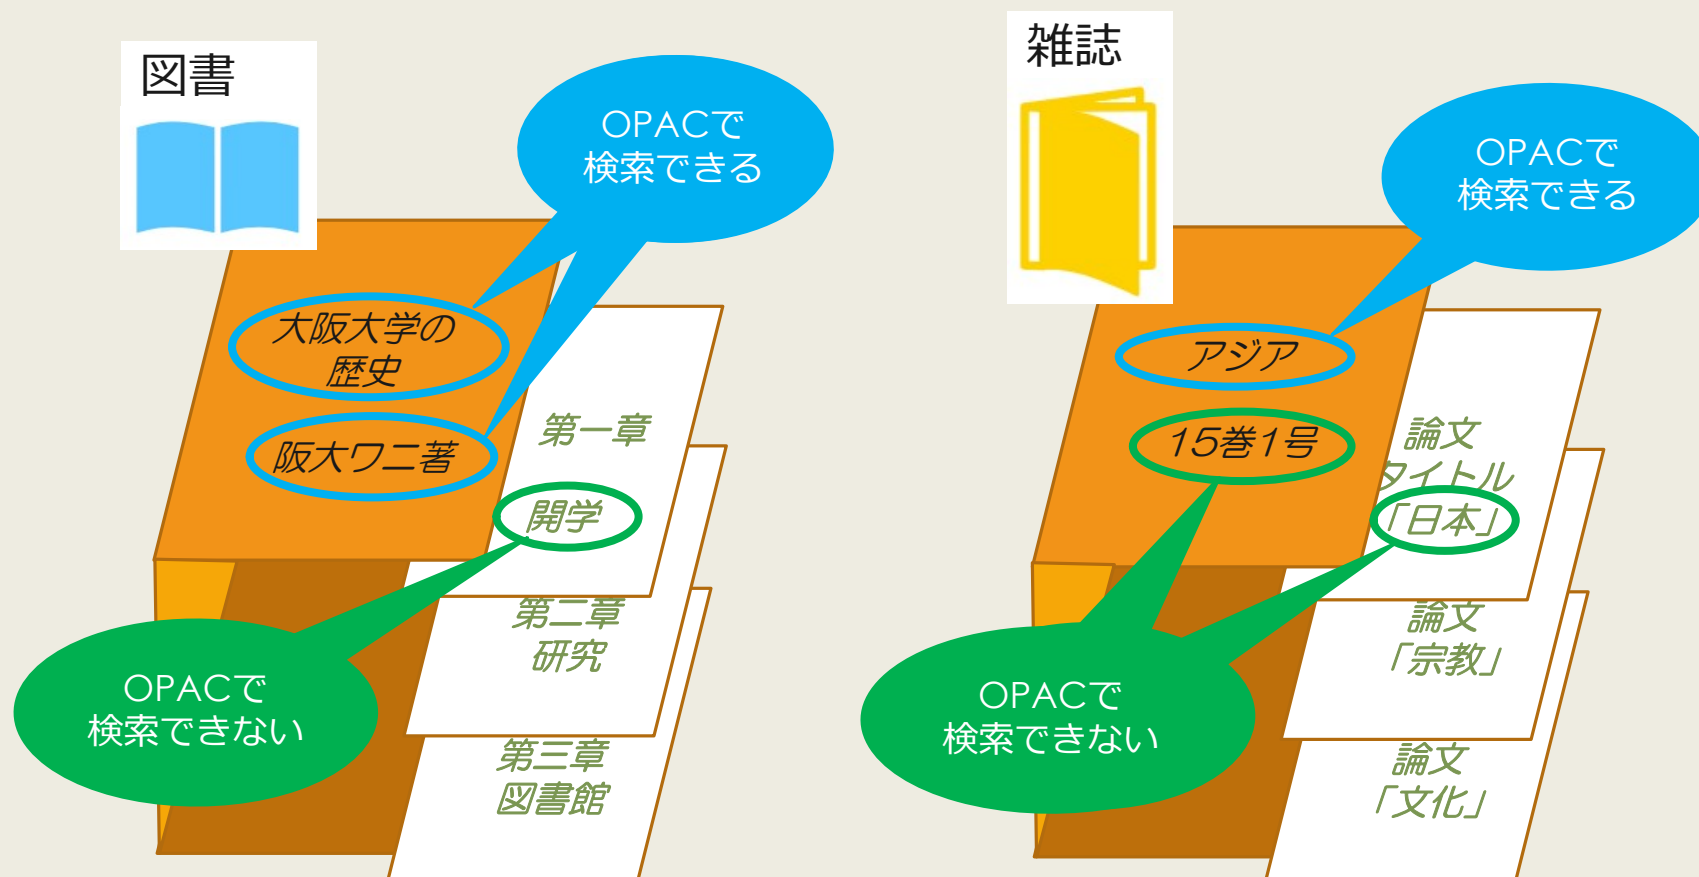 図書
OPACで
検索できる
大阪大学の
歴史
阪大ワニ著
第一章
開学
第二章
研究
第三章
図書館
OPACで
検索できない
雑誌
OPACで
検索できる
アジア
15巻1号
論文
タイトル
「日本」
論文
「宗教」
論文
「文化」
OPACで
検索できない